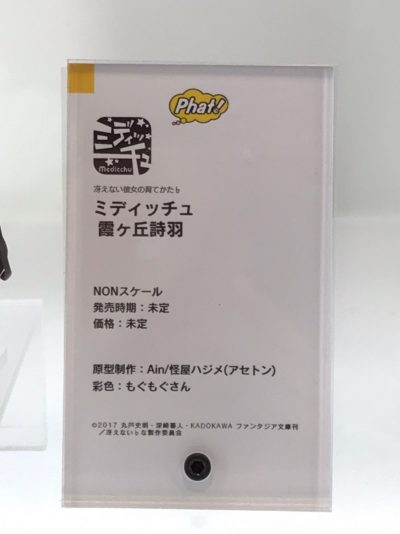 Phat!
ミディッチュ
Medicchu
冴えない彼女の育てかた♭
ミディッチュ
霞ヶ丘詩羽
NONスケール
発売時期：未定
価格：未定
原型制作：Ain/怪屋ハジメ(アセトン)
彩色：もぐもぐさん
©2017 丸戸史明・深崎暮人・KADOKAWA ファンタジア文庫刊
／冴えない♭な製作委員会